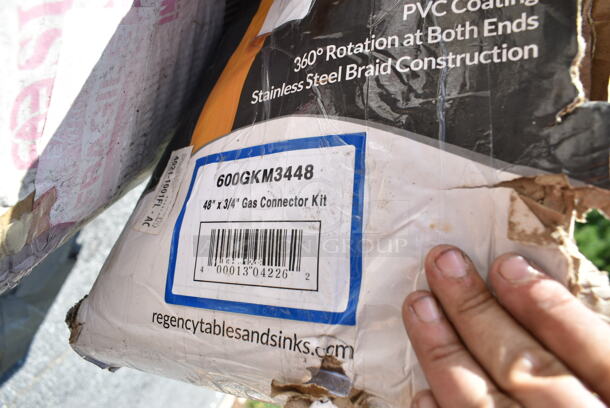 PVC Coating
360° Rotation at Both Ends
Stainless Steel Braid Construction
600GKM3448
48" x 3/4" Gas Connector Kit
4 00013 04226 2
regencytablesandsinks.com
GROUP